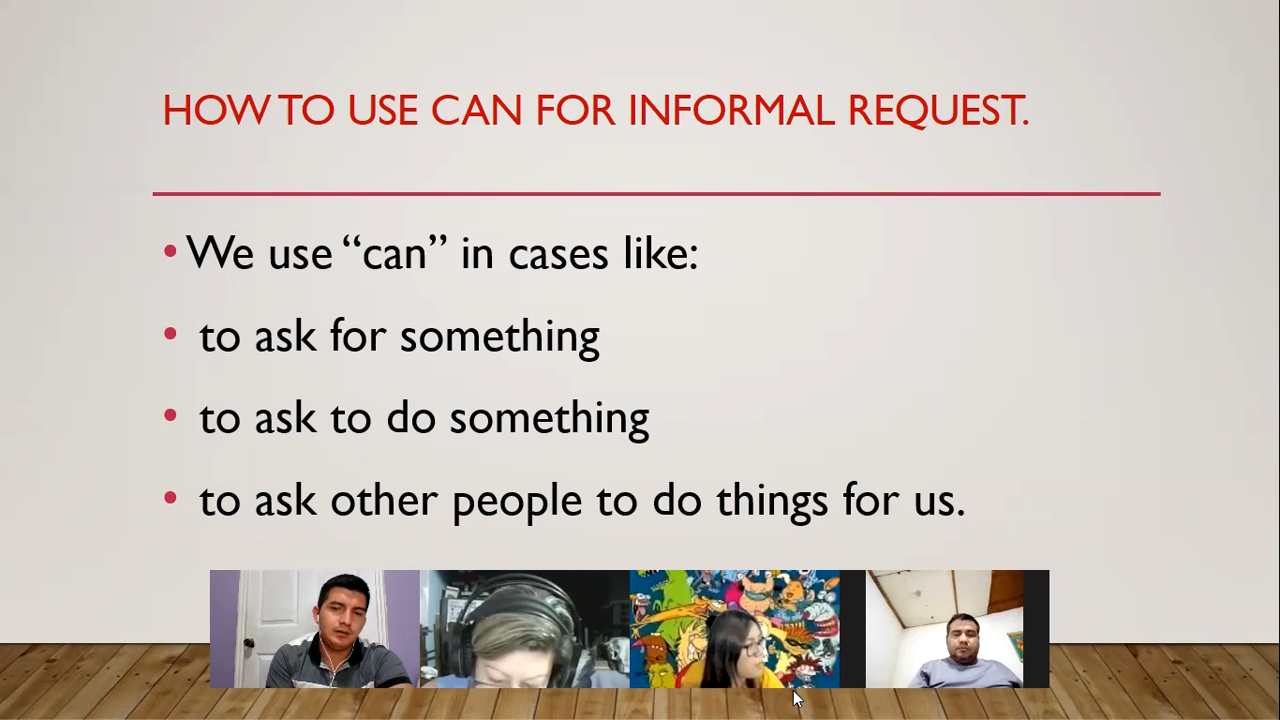 HOW TO USE CAN FOR INFORMAL REQUEST.
• We use “can” in cases like:
• to ask for something
• to ask to do something
• to ask other people to do things for us.